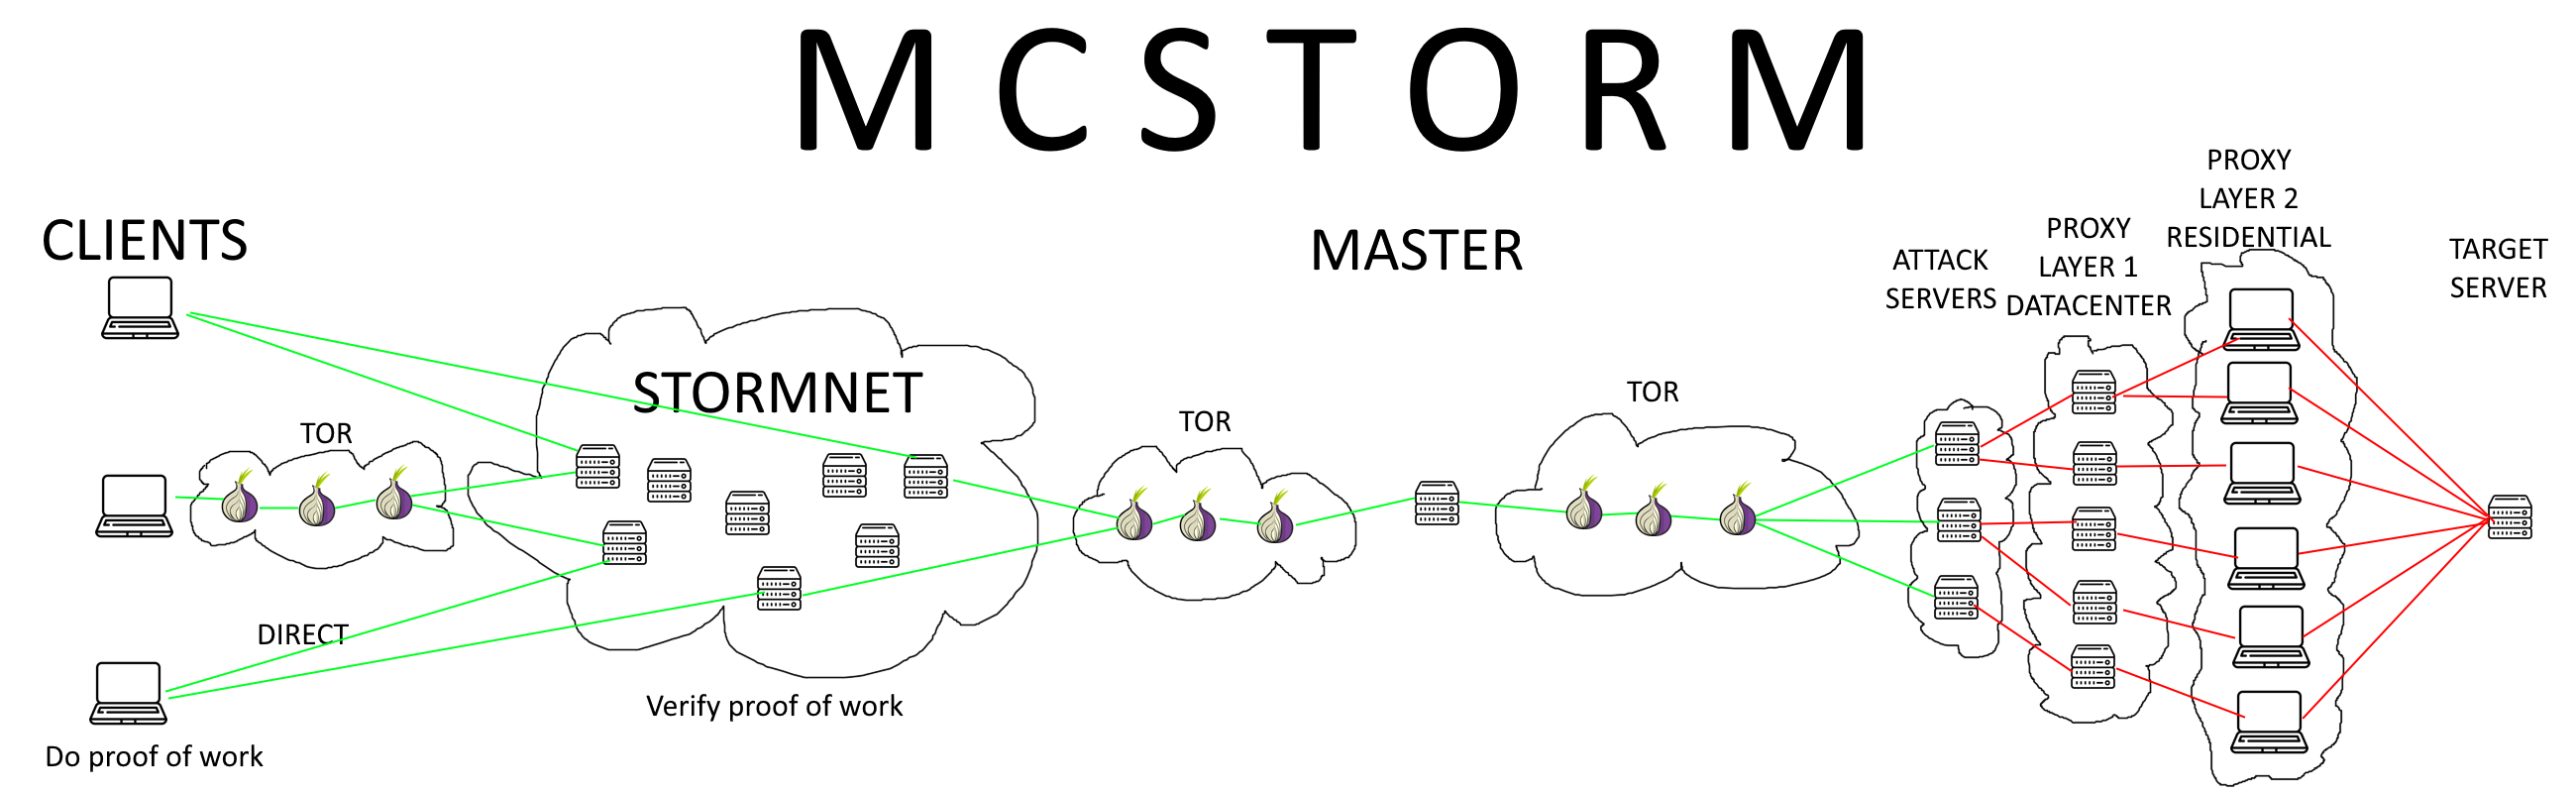 M C S T O R M
CLIENTS
TOR
DIRECT
Do proof of work
STORMNET
Verify proof of work
TOR
MASTER
TOR
ATTACK
SERVERS
PROXY
LAYER 1
DATACENTER
PROXY
LAYER 2
RESIDENTIAL
TARGET
SERVER